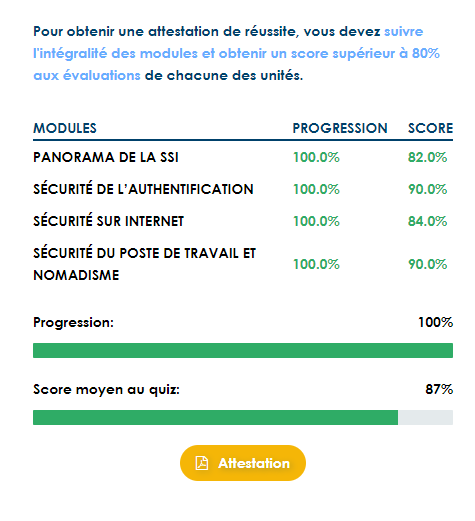 Pour obtenir une attestation de réussite, vous devez suivre
l'intégralité des modules et obtenir un score supérieur à 80%
aux évaluations de chacune des unités.
MODULES PROGRESSION SCORE
PANORAMA DE LA SSI 100.0% 82.0%
SÉCURITÉ DE L'AUTHENTIFICATION 100.0% 90.0%
SÉCURITÉ SUR INTERNET 100.0% 84.0%
SÉCURITÉ DU POSTE DE TRAVAIL ET
NOMADISME 100.0% 90.0%
Progression: 100%
Score moyen au quiz: 87%
Attestation